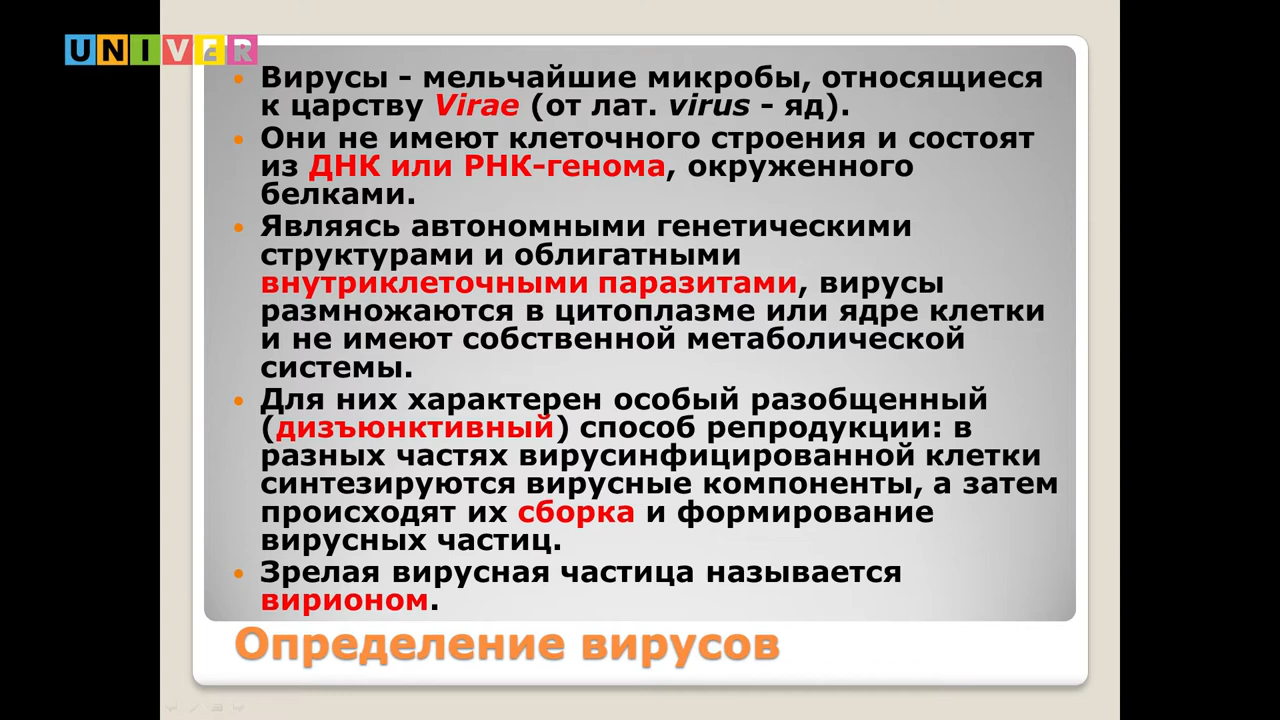 UNIVER
Вирусы - мельчайшие микробы, относящиеся
к царству Virae (от лат. virus - яд).
Они не имеют клеточного строения и состоят
из ДНК или РНК-генома, окруженного
белками.
Являясь автономными генетическими
структурами и облигатными
внутриклеточными паразитами, вирусы
размножаются в цитоплазме или ядре клетки
и не имеют собственной метаболической
системы.
Для них характерен особый разобщенный
(дизъюнктивный) способ репродукции: в
разных частях вирусинфицированной клетки
синтезируются вирусные компоненты, а затем
происходят их сборка и формирование
вирусных частиц.
Зрелая вирусная частица называется
вирионом.
Определение вирусов